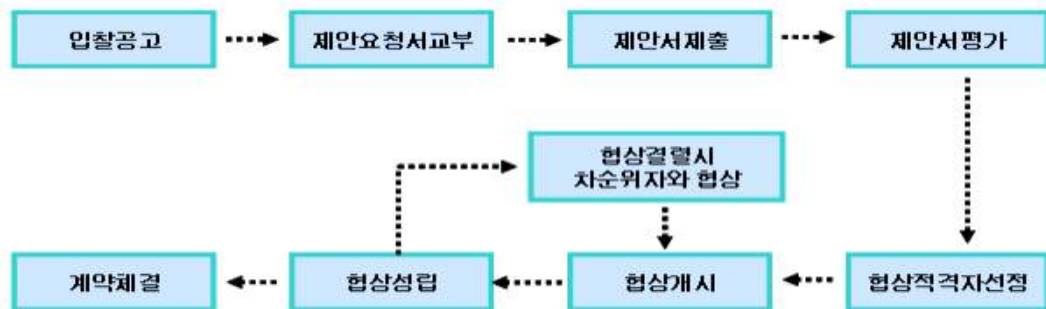 입찰공고
제안요청서교부
제안서제출
제안서평가
협상결렬시
차순위자와 협상
계약체결
협상성립
협상개시
협상적격자선정